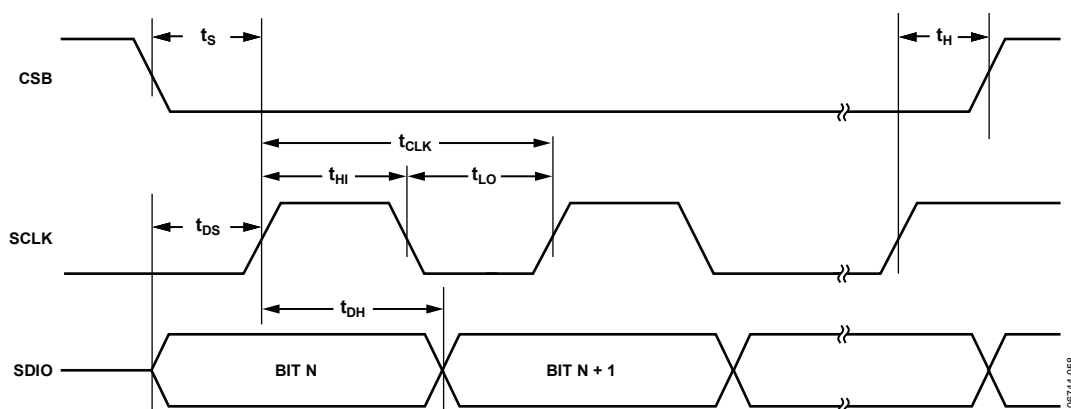 CSB
tS
tH
tCLK
tHI
tLO
SCLK
tDS
tDH
SDIO
BIT N
BIT N + 1
06744-058